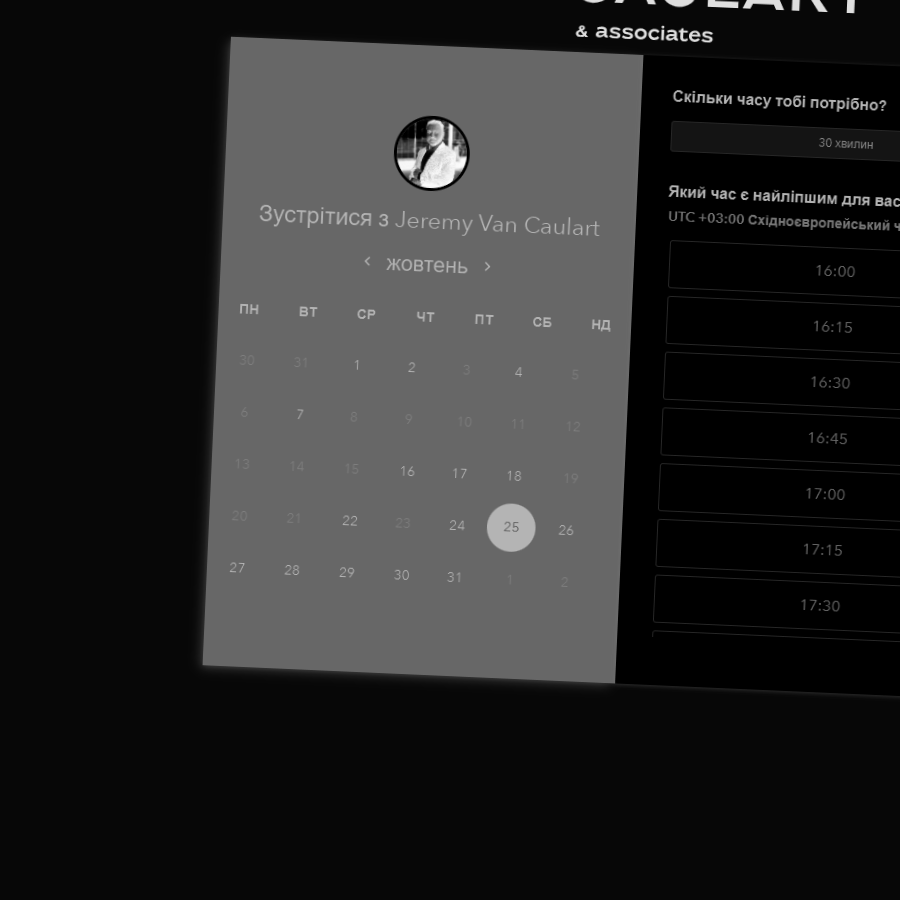 & associates
Зустрітися з Jeremy Van Caulart
жовтень
ПН ВТ СР ЧТ ПТ СБ НД
30 31 1 2 3 4 5
6 7 8 9 10 11 12
13 14 15 16 17 18 19
20 21 22 23 24 25 26
27 28 29 30 31 1 2
Скільки часу тобі потрібно?
30 хвилин
Який час є найліпшим для вас
UTC +03:00 Східноєвропейський
16:00
16:15
16:30
16:45
17:00
17:15
17:30